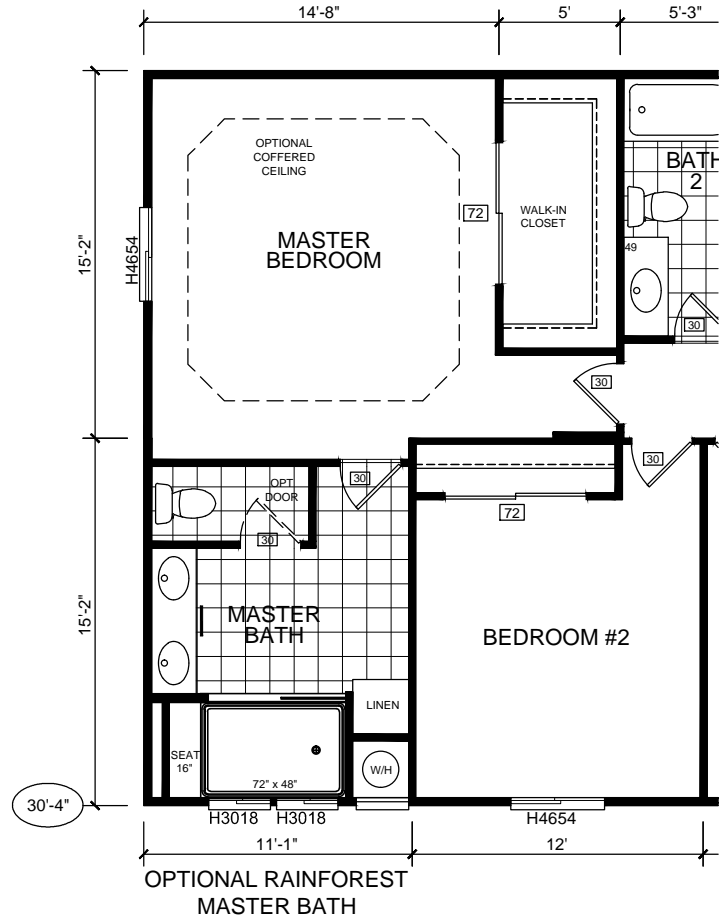 14'-8"
5'
5'-3"
OPTIONAL
COFFERED
CEILING
BATH
2
72
WALK-IN
CLOSET
MASTER
BEDROOM
15'-2"
H4654
49
30
30
30
30
OPT
DOOR
72
30
15'-2"
MASTER
BATH
BEDROOM #2
LINEN
SEAT
16"
W/H
72" x 48"
30'-4"
H3018
H3018
H4654
11'-1"
12'
OPTIONAL RAINFOREST
MASTER BATH